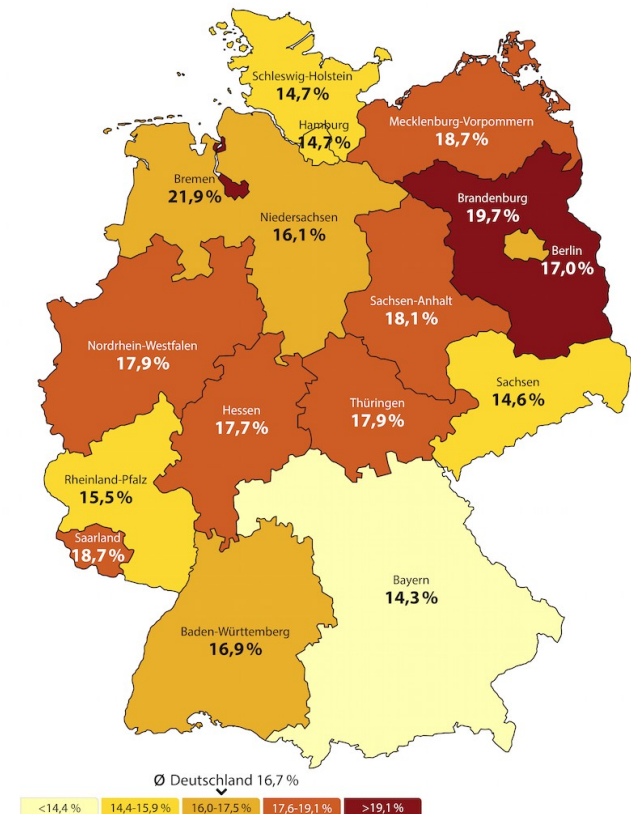 Schleswig-Holstein
14,7 %
Hamburg
14,7 %
Mecklenburg-Vorpommern
18,7 %
Bremen
21,9 %
Niedersachsen
16,1 %
Brandenburg
19,7 %
Berlin
17,0 %
Sachsen-Anhalt
18,1 %
Nordrhein-Westfalen
17,9 %
Hessen
17,7 %
Thüringen
17,9 %
Sachsen
14,6 %
Rheinland-Pfalz
15,5 %
Saarland
18,7 %
Bayern
14,3 %
Baden-Württemberg
16,9 %
Ø Deutschland 16,7 %
<14,4 % 14,4-15,9 % 16,0-17,5 % 17,6-19,1 % >19,1 %